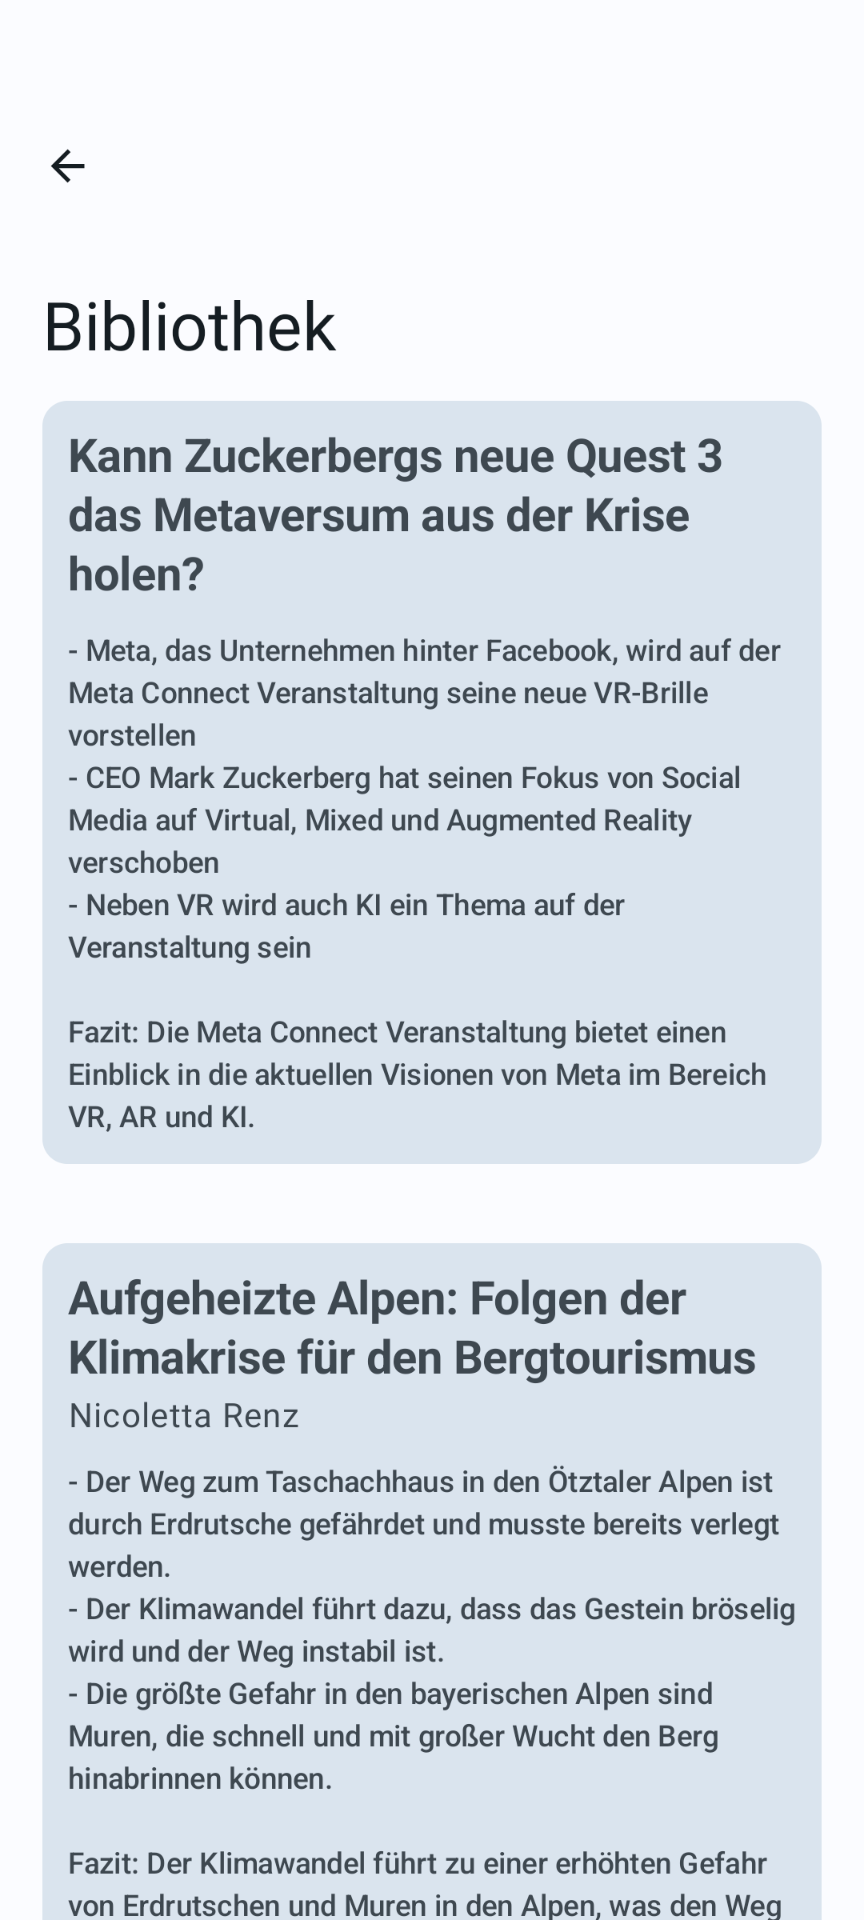 Bibliothek
Kann Zuckerbergs neue Quest 3
das Metaversum aus der Krise
holen?
- Meta, das Unternehmen hinter Facebook, wird auf der
Meta Connect Veranstaltung seine neue VR-Brille
vorstellen
- CEO Mark Zuckerberg hat seinen Fokus von Social
Media auf Virtual, Mixed und Augmented Reality
verschoben
- Neben VR wird auch KI ein Thema auf der
Veranstaltung sein
Fazit: Die Meta Connect Veranstaltung bietet einen
Einblick in die aktuellen Visionen von Meta im Bereich
VR, AR und KI.
Aufgeheizte Alpen: Folgen der
Klimakrise für den Bergtourismus
Nicoletta Renz
- Der Weg zum Taschachhaus in den Ötztaler Alpen ist
durch Erdrutsche gefährdet und musste bereits verlegt
werden.
- Der Klimawandel führt dazu, dass das Gestein bröselig
wird und der Weg instabil ist.
- Die größte Gefahr in den bayerischen Alpen sind
Muren, die schnell und mit großer Wucht den Berg
hinabrinnen können.
Fazit: Der Klimawandel führt zu einer erhöhten Gefahr
von Erdrutschen und Muren in den Alpen, was den Weg